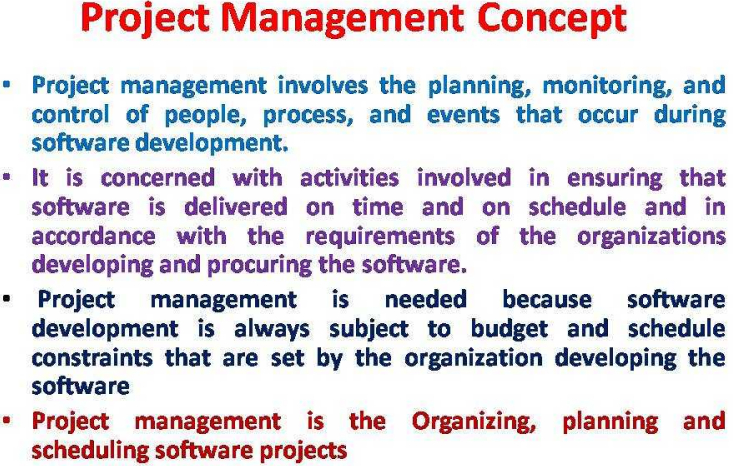 Project Management Concept
• Project management involves the planning, monitoring, and
control of people, process, and events that occur during
software development.
• It is concerned with activities involved in ensuring that
software is delivered on time and on schedule and in
accordance with the requirements of the organizations
developing and procuring the software.
• Project management is needed because software
development is always subject to budget and schedule
constraints that are set by the organization developing the
software
• Project management is the Organizing, planning and
scheduling software projects